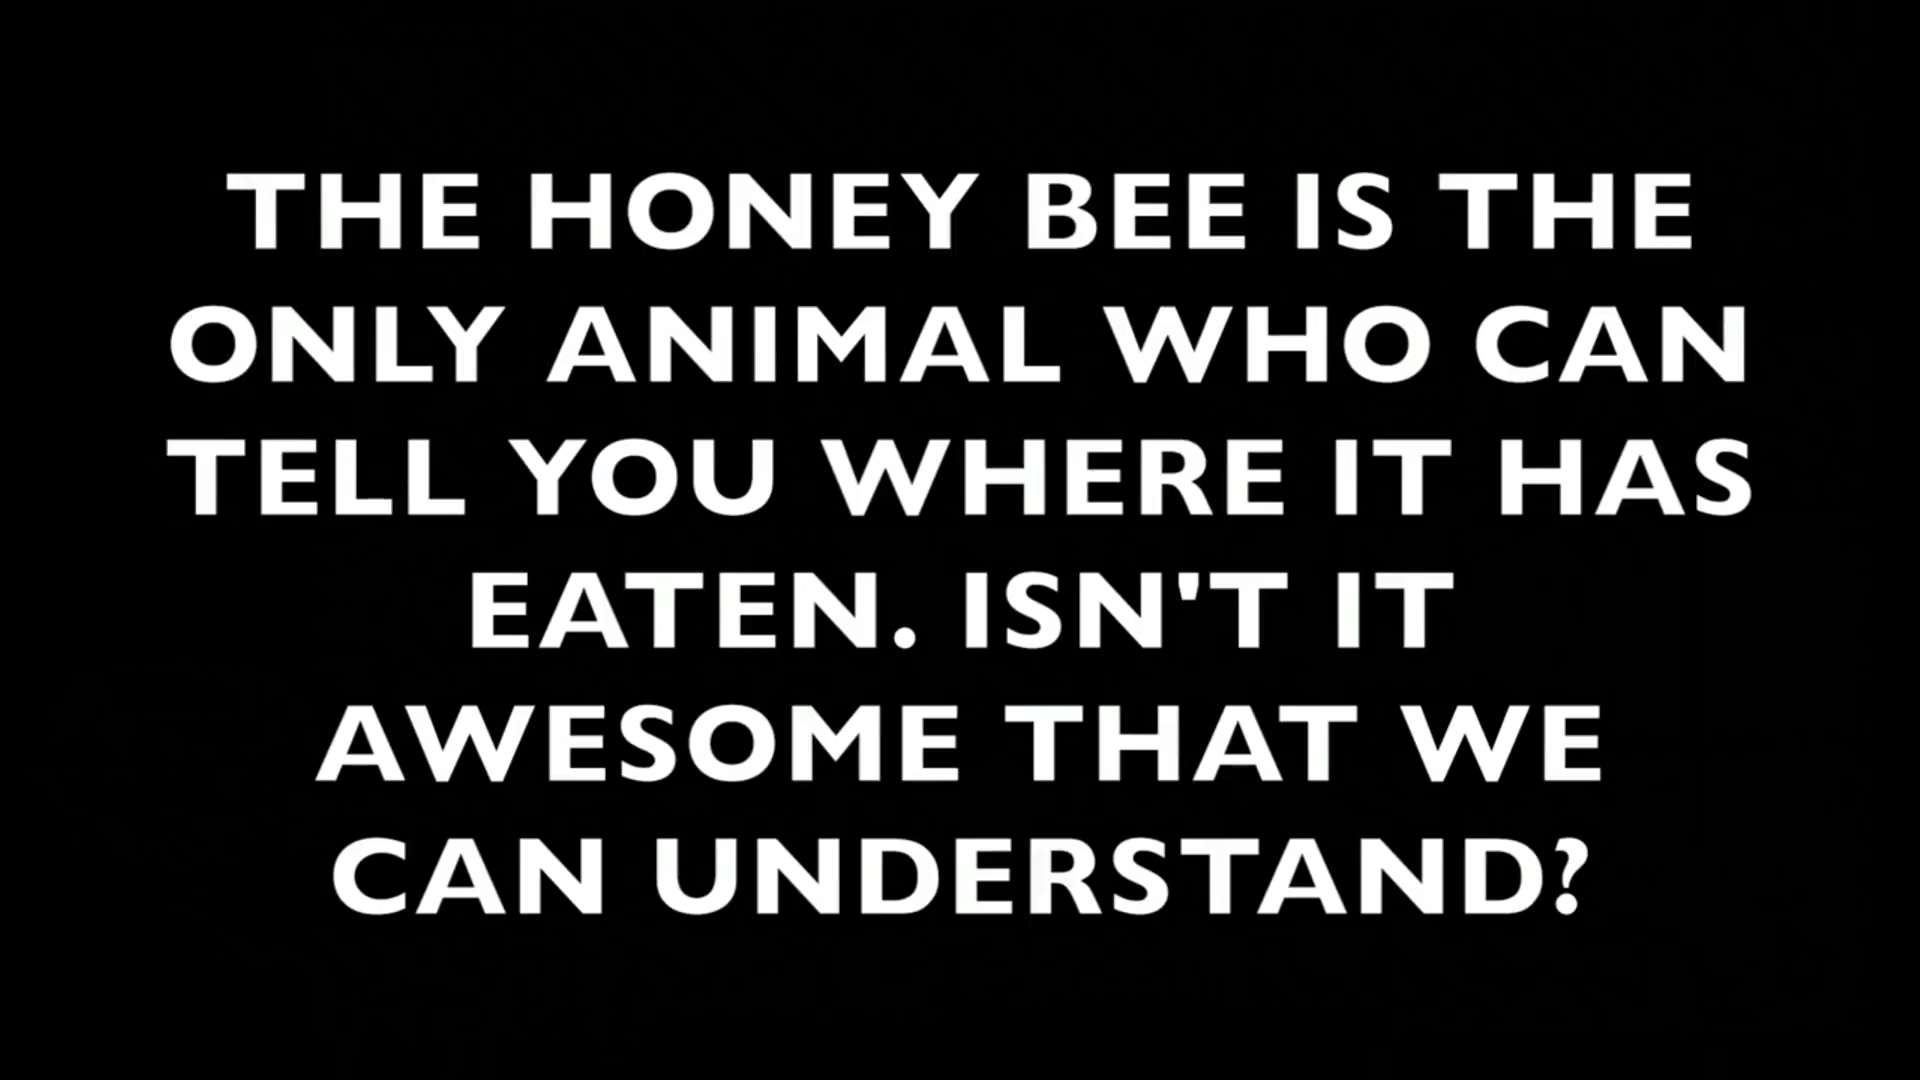 THE HONEY BEE IS THE
ONLY ANIMAL WHO CAN
TELL YOU WHERE IT HAS
EATEN. ISN'T IT
AWESOME THAT WE
CAN UNDERSTAND?